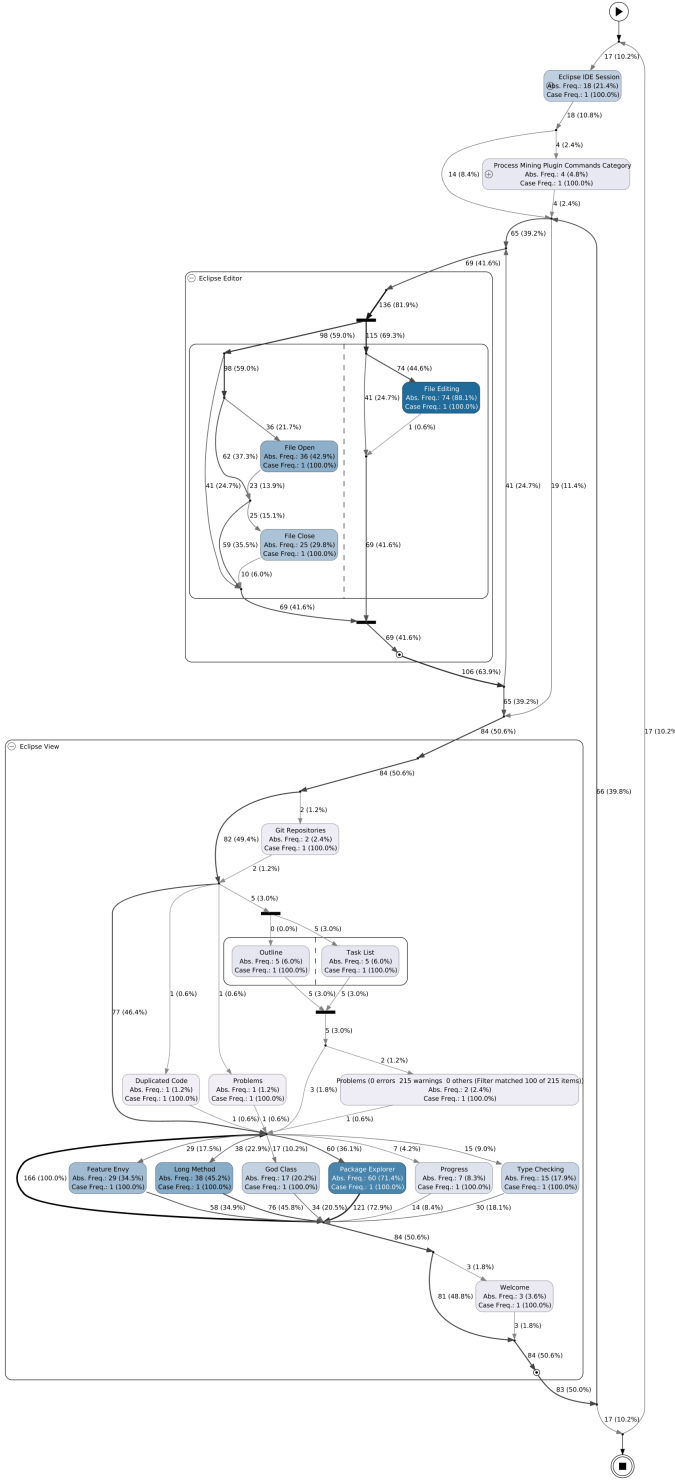 17 (10.2%)
Eclipse IDE Session
Abs. Freq.: 18 (21.4%)
Case Freq.: 1 (100.0%)
18 (10.8%)
4 (2.4%)
14 (8.4%)
Process Mining Plugin Commands Category
Abs. Freq.: 4 (4.8%)
Case Freq.: 1 (100.0%)
4 (2.4%)
65 (39.2%)
69 (41.6%)
Eclipse Editor
136 (81.9%)
98 (59.0%)
115 (69.3%)
98 (59.0%)
74 (44.6%)
File Editing
Abs. Freq.: 74 (88.1%)
Case Freq.: 1 (100.0%)
41 (24.7%)
1 (0.6%)
36 (21.7%)
File Open
Abs. Freq.: 36 (42.9%)
Case Freq.: 1 (100.0%)
62 (37.3%)
41 (24.7%)
23 (13.9%)
41 (24.7%)
19 (11.4%)
25 (15.1%)
File Close
Abs. Freq.: 25 (29.8%)
Case Freq.: 1 (100.0%)
59 (35.5%)
69 (41.6%)
10 (6.0%)
69 (41.6%)
69 (41.6%)
106 (63.9%)
65 (39.2%)
84 (50.6%)
17 (10.2%
Eclipse View
84 (50.6%)
66 (39.8%)
2 (1.2%)
Git Repositories
Abs. Freq.: 2 (2.4%)
Case Freq.: 1 (100.0%)
82 (49.4%)
2 (1.2%)
5 (3.0%)
0 (0.0%)
5 (3.0%)
Outline
Abs. Freq.: 5 (6.0%)
Case Freq.: 1 (100.0%)
Task List
Abs. Freq.: 5 (6.0%)
Case Freq.: 1 (100.0%)
1 (0.6%)
1 (0.6%)
5 (3.0%)
5 (3.0%)
77 (46.4%)
5 (3.0%)
2 (1.2%)
Duplicated Code
Abs. Freq.: 1 (1.2%)
Case Freq.: 1 (100.0%)
Problems
Abs. Freq.: 1 (1.2%)
Case Freq.: 1 (100.0%)
3 (1.8%)
Problems (0 errors 215 warnings 0 others (Filter matched 100 of 215 items))
Abs. Freq.: 2 (2.4%)
Case Freq.: 1 (100.0%)
1 (0.6%)
1 (0.6%)
1 (0.6%)
29 (17.5%)
38 (22.9%)
17 (10.2%)
60 (36.1%)
7 (4.2%)
15 (9.0%)
166 (100.0%)
Feature Envy
Abs. Freq.: 29 (34.5%)
Case Freq.: 1 (100.0%)
Long Method
Abs. Freq.: 38 (45.2%)
Case Freq.: 1 (100.0%)
God Class
Abs. Freq.: 17 (20.2%)
Case Freq.: 1 (100.0%)
Package Explorer
Abs. Freq.: 60 (71.4%)
Case Freq.: 1 (100.0%)
Progress
Abs. Freq.: 7 (8.3%)
Case Freq.: 1 (100.0%)
Type Checking
Abs. Freq.: 15 (17.9%)
Case Freq.: 1 (100.0%)
58 (34.9%)
76 (45.8%)
34 (20.5%)
121 (72.9%)
14 (8.4%)
30 (18.1%)
84 (50.6%)
3 (1.8%)
Welcome
Abs. Freq.: 3 (3.6%)
Case Freq.: 1 (100.0%)
81 (48.8%)
3 (1.8%)
84 (50.6%)
83 (50.0%)
17 (10.2%)